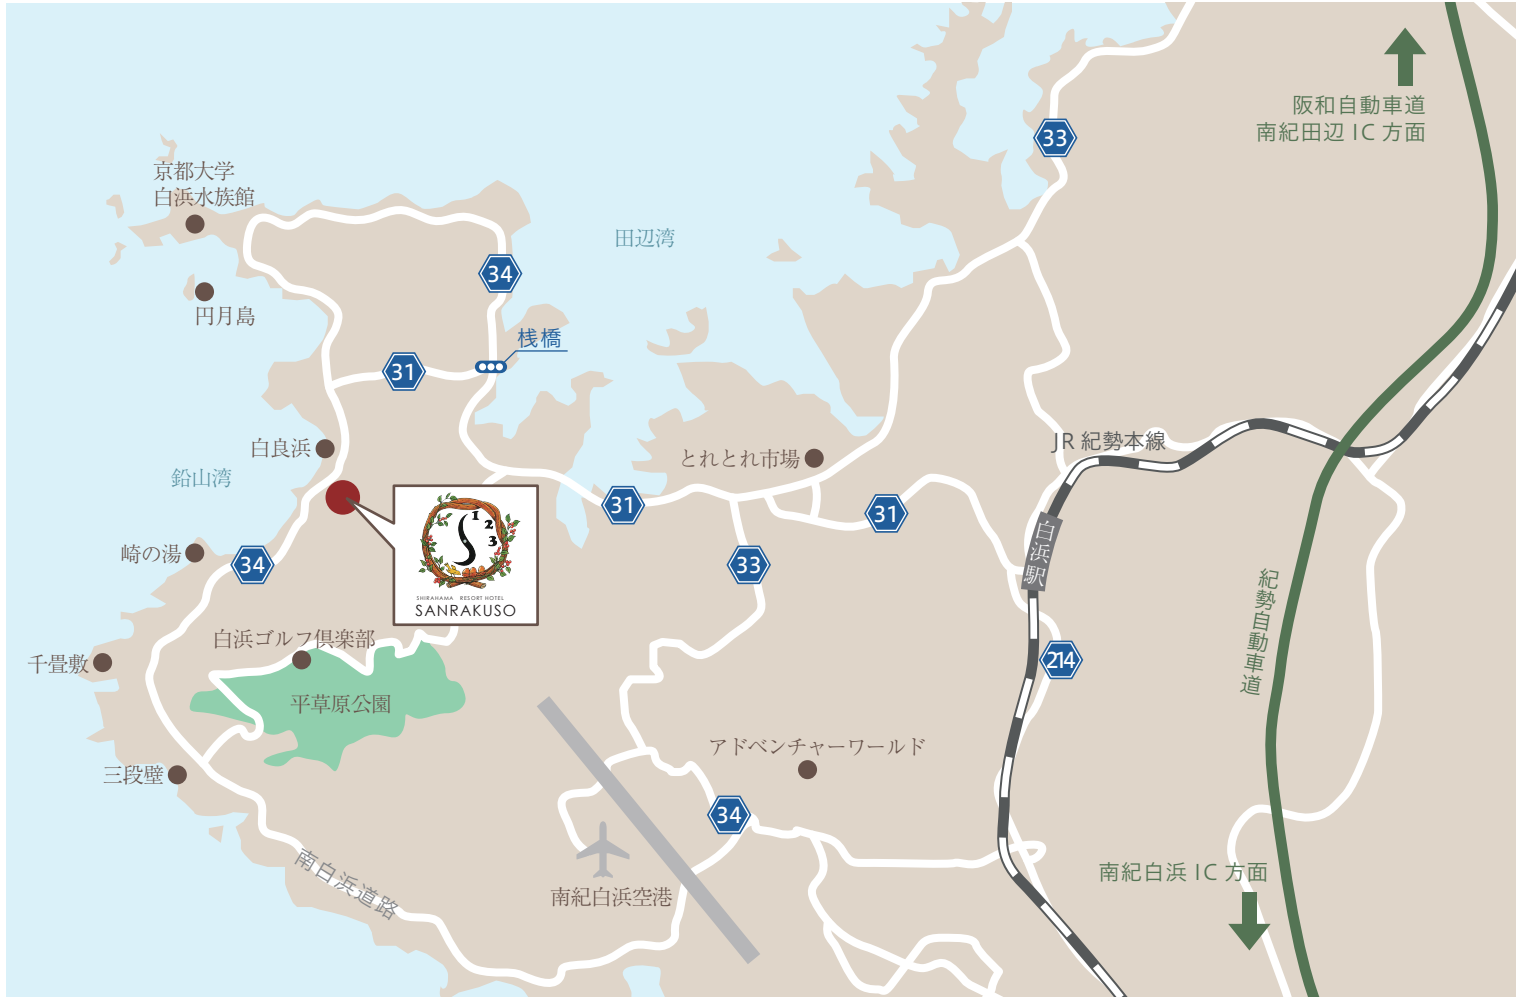 阪和自動車道
南紀田辺 IC 方面
33
京都大学
白浜水族館
田辺湾
34
円月島
桟橋
31
JR 紀勢本線
白良浜
とれとれ市場
鉛山湾
1
2
3
S
SHIRAHAMA RESORT HOTEL
SANRAKUSO
31
31
白浜駅
崎の湯
34
33
紀勢自動車道
白浜ゴルフ倶楽部
千畳敷
214
平草原公園
アドベンチャーワールド
三段壁
34
南白浜道路
南紀白浜 IC 方面
南紀白浜空港